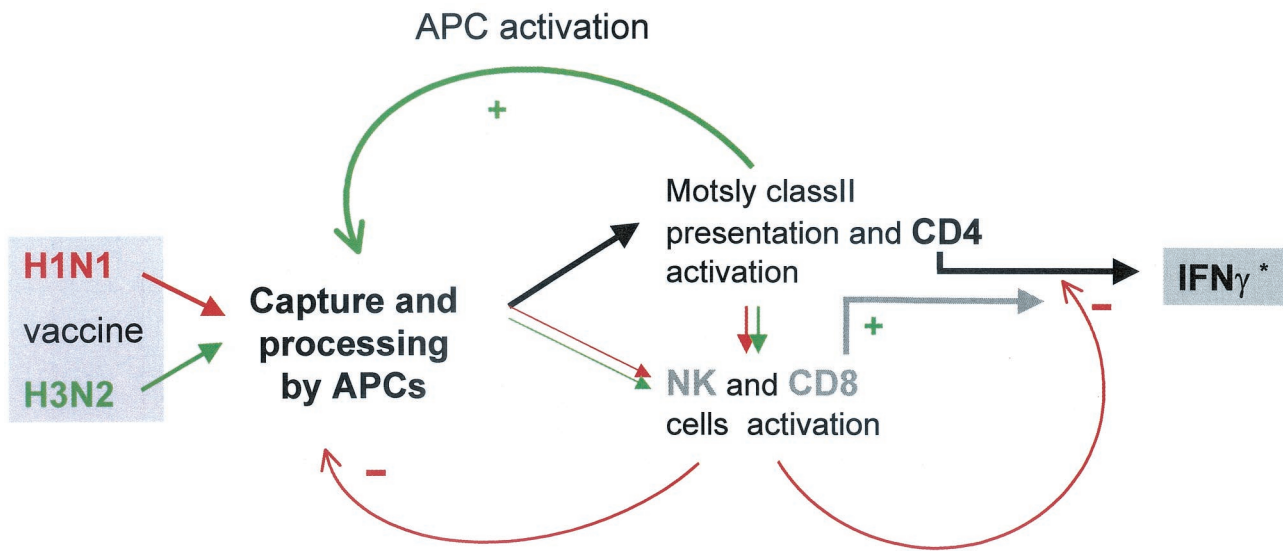 APC activation
+
Motsly classII
presentation and CD4
activation
H1N1
vaccine
H3N2
Capture and
processing
by APCs
IFNγ *
-
+
NK and CD8
cells activation
-